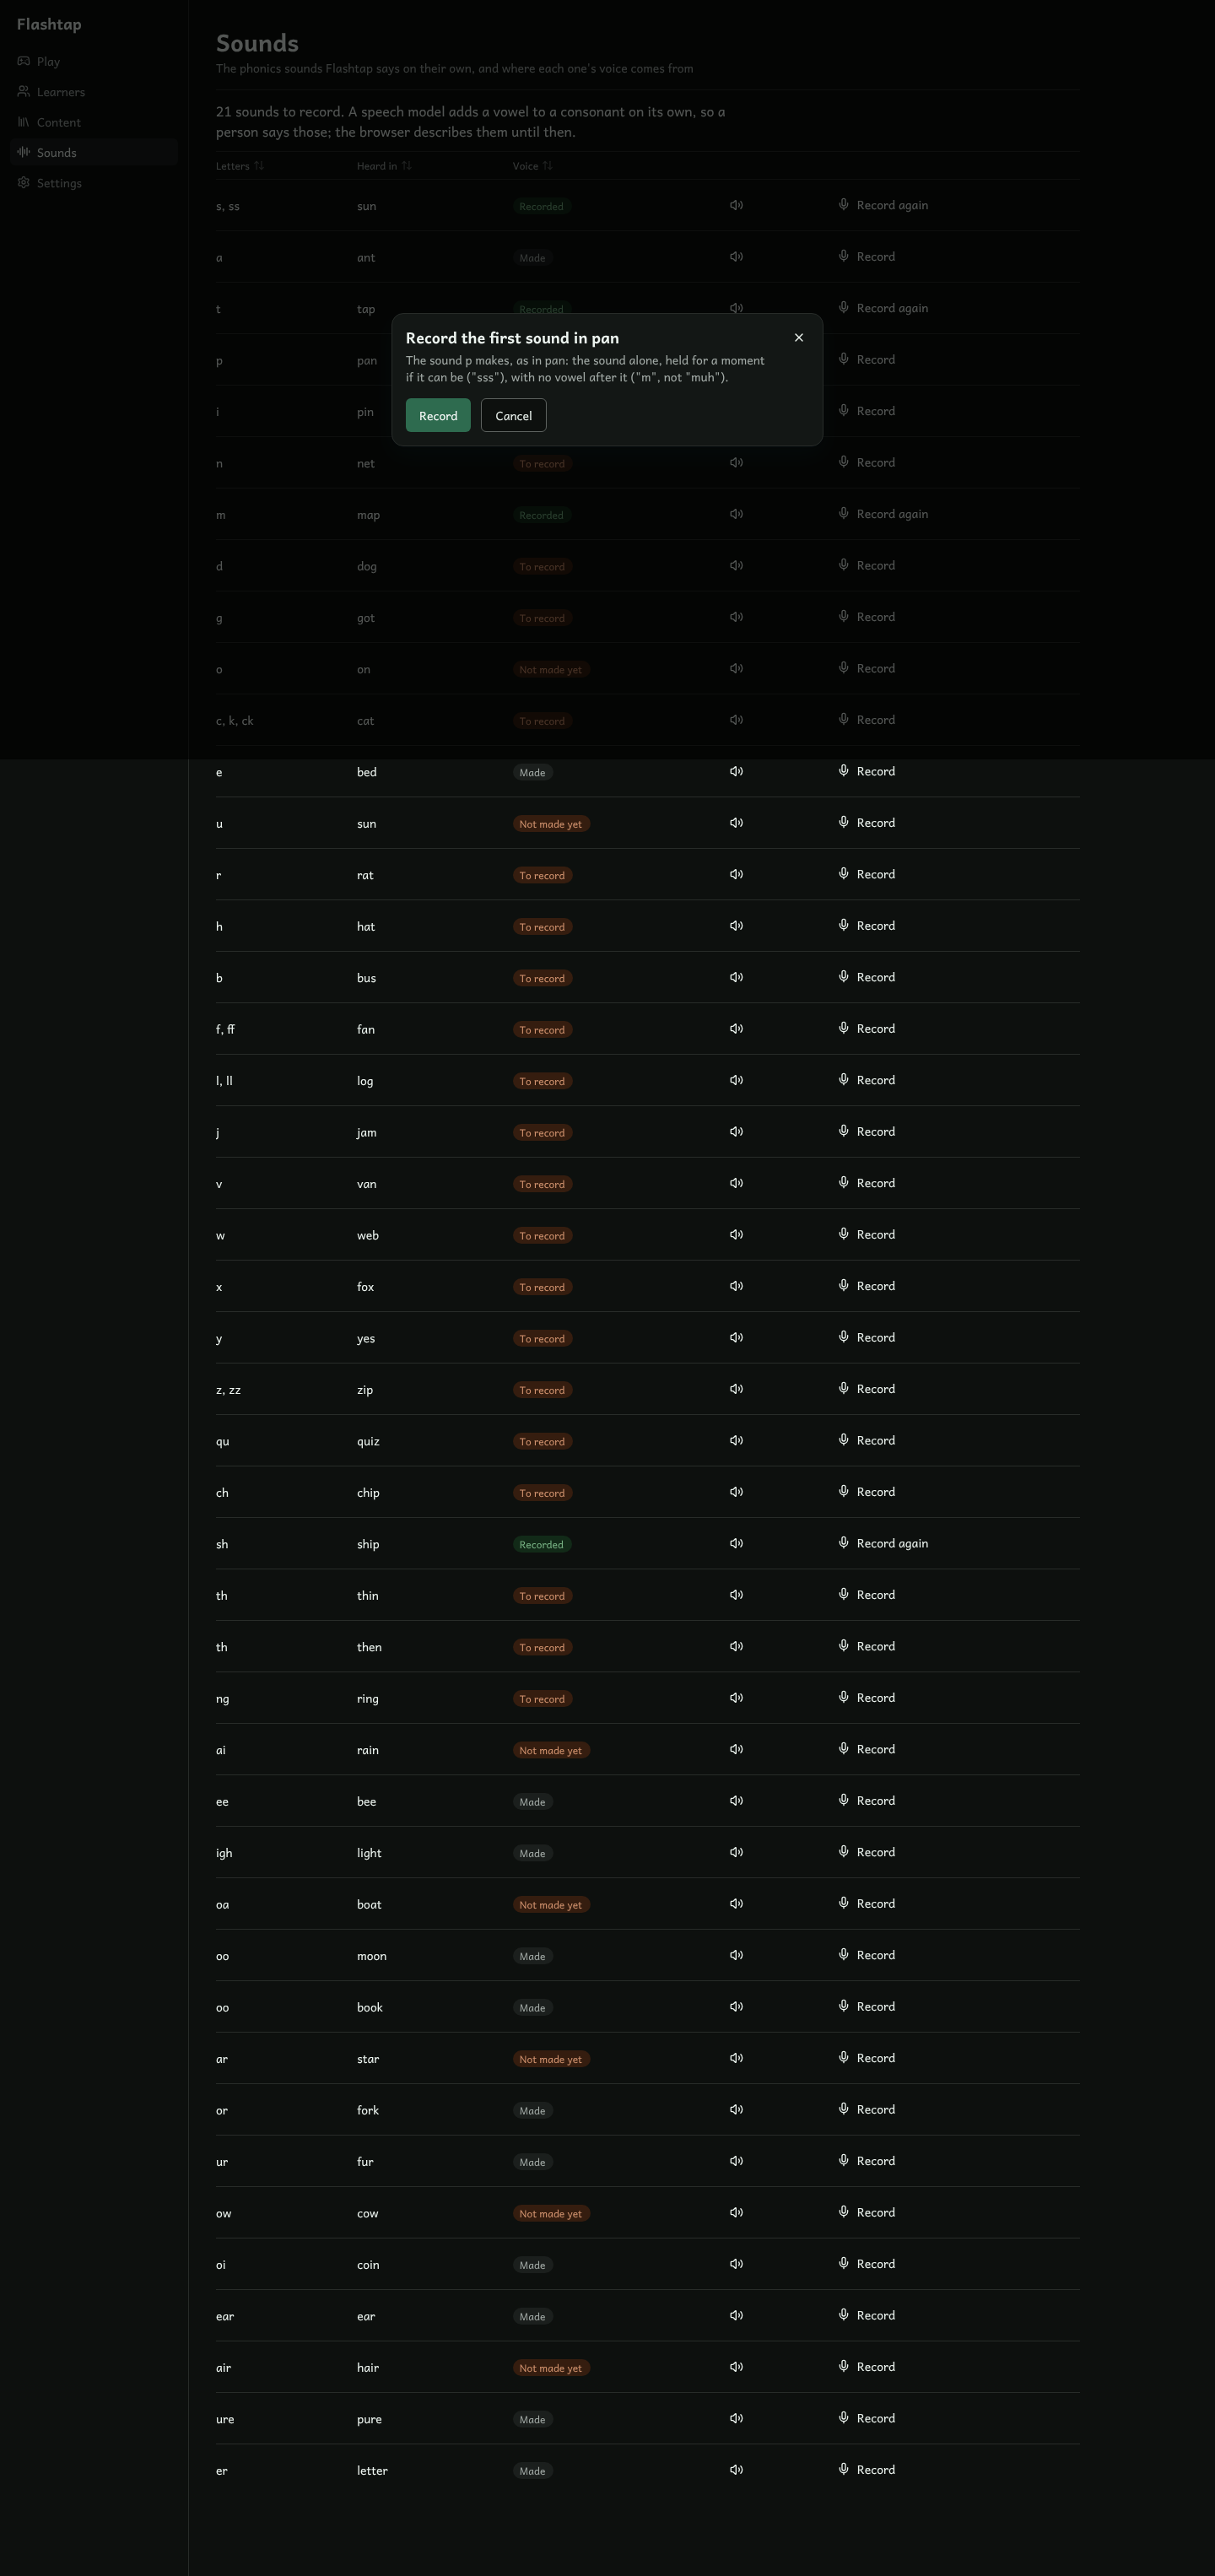 Flashtap
Play
Learners
Content
Sounds
Settings
Sounds
The phonics sounds Flashtap says on their own, and where each one's voice comes from
21 sounds to record. A speech model adds a vowel to a consonant on its own, so a
person says those; the browser describes them until then.
Letters Heard in Voice
s, ss sun Recorded Record again
a ant Made Record
t tap Recorded Record again
p pan Record
i pin Record
Record the first sound in pan
The sound p makes, as in pan: the sound alone, held for a moment
if it can be ("sss"), with no vowel after it ("m", not "muh").
Record Cancel
n net To record Record
m map Recorded Record again
d dog To record Record
g got To record Record
o on Not made yet Record
c, k, ck cat To record Record
e bed Made Record
u sun Not made yet Record
r rat To record Record
h hat To record Record
b bus To record Record
f, ff fan To record Record
l, ll log To record Record
j jam To record Record
v van To record Record
w web To record Record
x fox To record Record
y yes To record Record
z, zz zip To record Record
qu quiz To record Record
ch chip To record Record
sh ship Recorded Record again
th thin To record Record
th then To record Record
ng ring To record Record
ai rain Not made yet Record
ee bee Made Record
igh light Made Record
oa boat Not made yet Record
oo moon Made Record
oo book Made Record
ar star Not made yet Record
or fork Made Record
ur fur Made Record
ow cow Not made yet Record
oi coin Made Record
ear ear Made Record
air hair Not made yet Record
ure pure Made Record
er letter Made Record